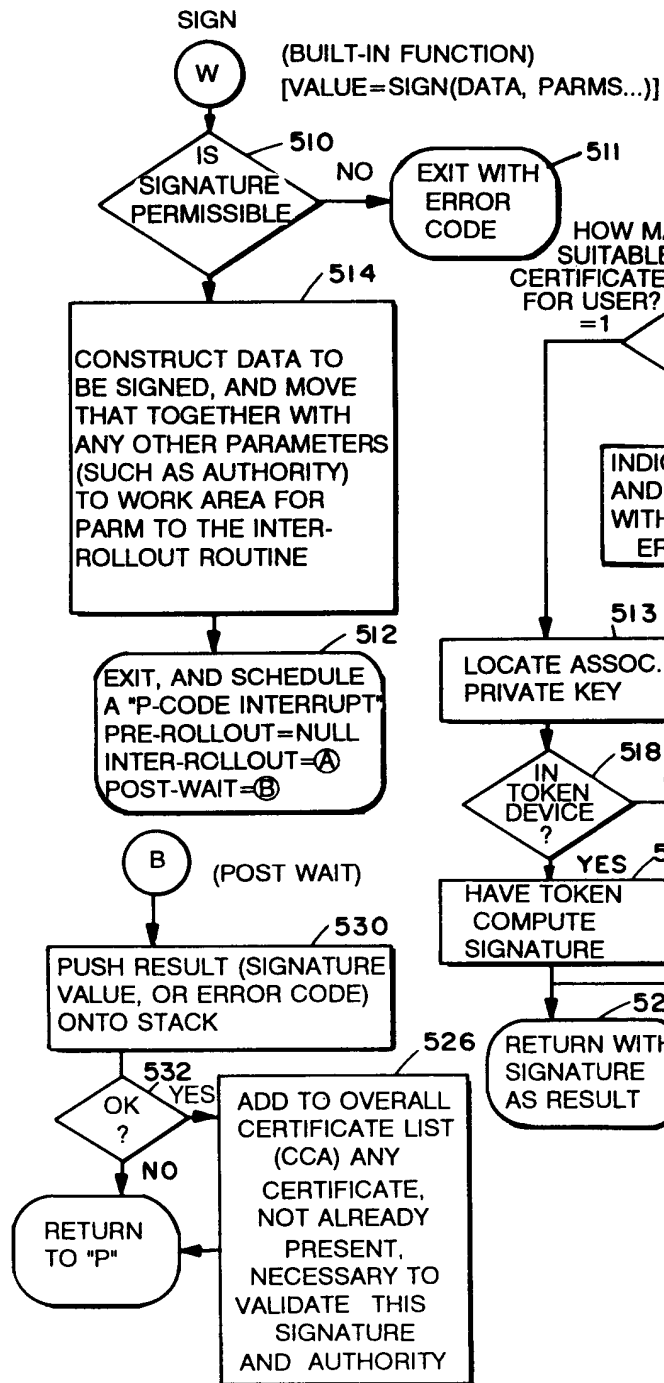 SIGN
W
(BUILT-IN FUNCTION)
[VALUE=SIGN(DATA, PARMS...)]
510
IS
SIGNATURE
PERMISSIBLE
NO
511
EXIT WITH
ERROR
CODE
514
CONSTRUCT DATA TO
BE SIGNED, AND MOVE
THAT TOGETHER WITH
ANY OTHER PARAMETERS
(SUCH AS AUTHORITY)
TO WORK AREA FOR
PARM TO THE INTER-
ROLLOUT ROUTINE
512
EXIT, AND SCHEDULE
A "P-CODE INTERRUPT"
PRE-ROLLOUT=NULL
INTER-ROLLOUT=Ⓐ
POST-WAIT=Ⓑ
B
(POST WAIT)
530
PUSH RESULT (SIGNATURE
VALUE, OR ERROR CODE)
ONTO STACK
532
OK
?
YES
NO
RETURN
TO "P"
526
ADD TO OVERALL
CERTIFICATE LIST
(CCA) ANY
CERTIFICATE,
NOT ALREADY
PRESENT,
NECESSARY TO
VALIDATE THIS
SIGNATURE
AND AUTHORITY
HOW
SUITABLE
CERTIFICATE
FOR USER?
=1
AND
WITH
513
LOCATE ASSOC.
PRIVATE KEY
518
IN
TOKEN
DEVICE
?
YES
HAVE TOKEN
COMPUTE
SIGNATURE
RETURN WITH
SIGNATURE
AS RESULT